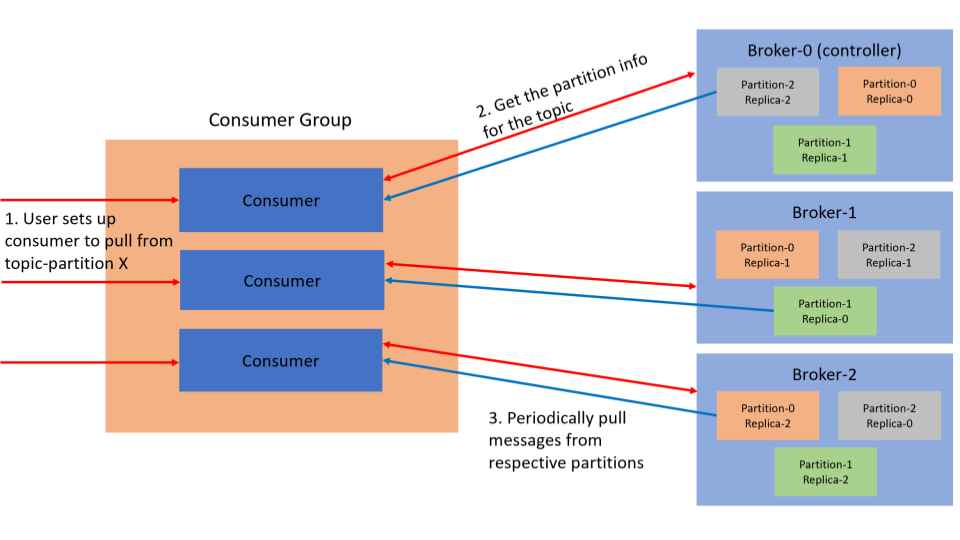 Consumer Group
Consumer
Consumer
Consumer
1. User sets up
consumer to pull from
topic-partition X
2. Get the partition info
for the topic
3. Periodically pull
messages from
respective partitions
Broker-0 (controller)
Partition-2
Replica-2
Partition-0
Replica-0
Partition-1
Replica-1
Broker-1
Partition-0
Replica-1
Partition-2
Replica-1
Partition-1
Replica-0
Broker-2
Partition-0
Replica-2
Partition-2
Replica-0
Partition-1
Replica-2